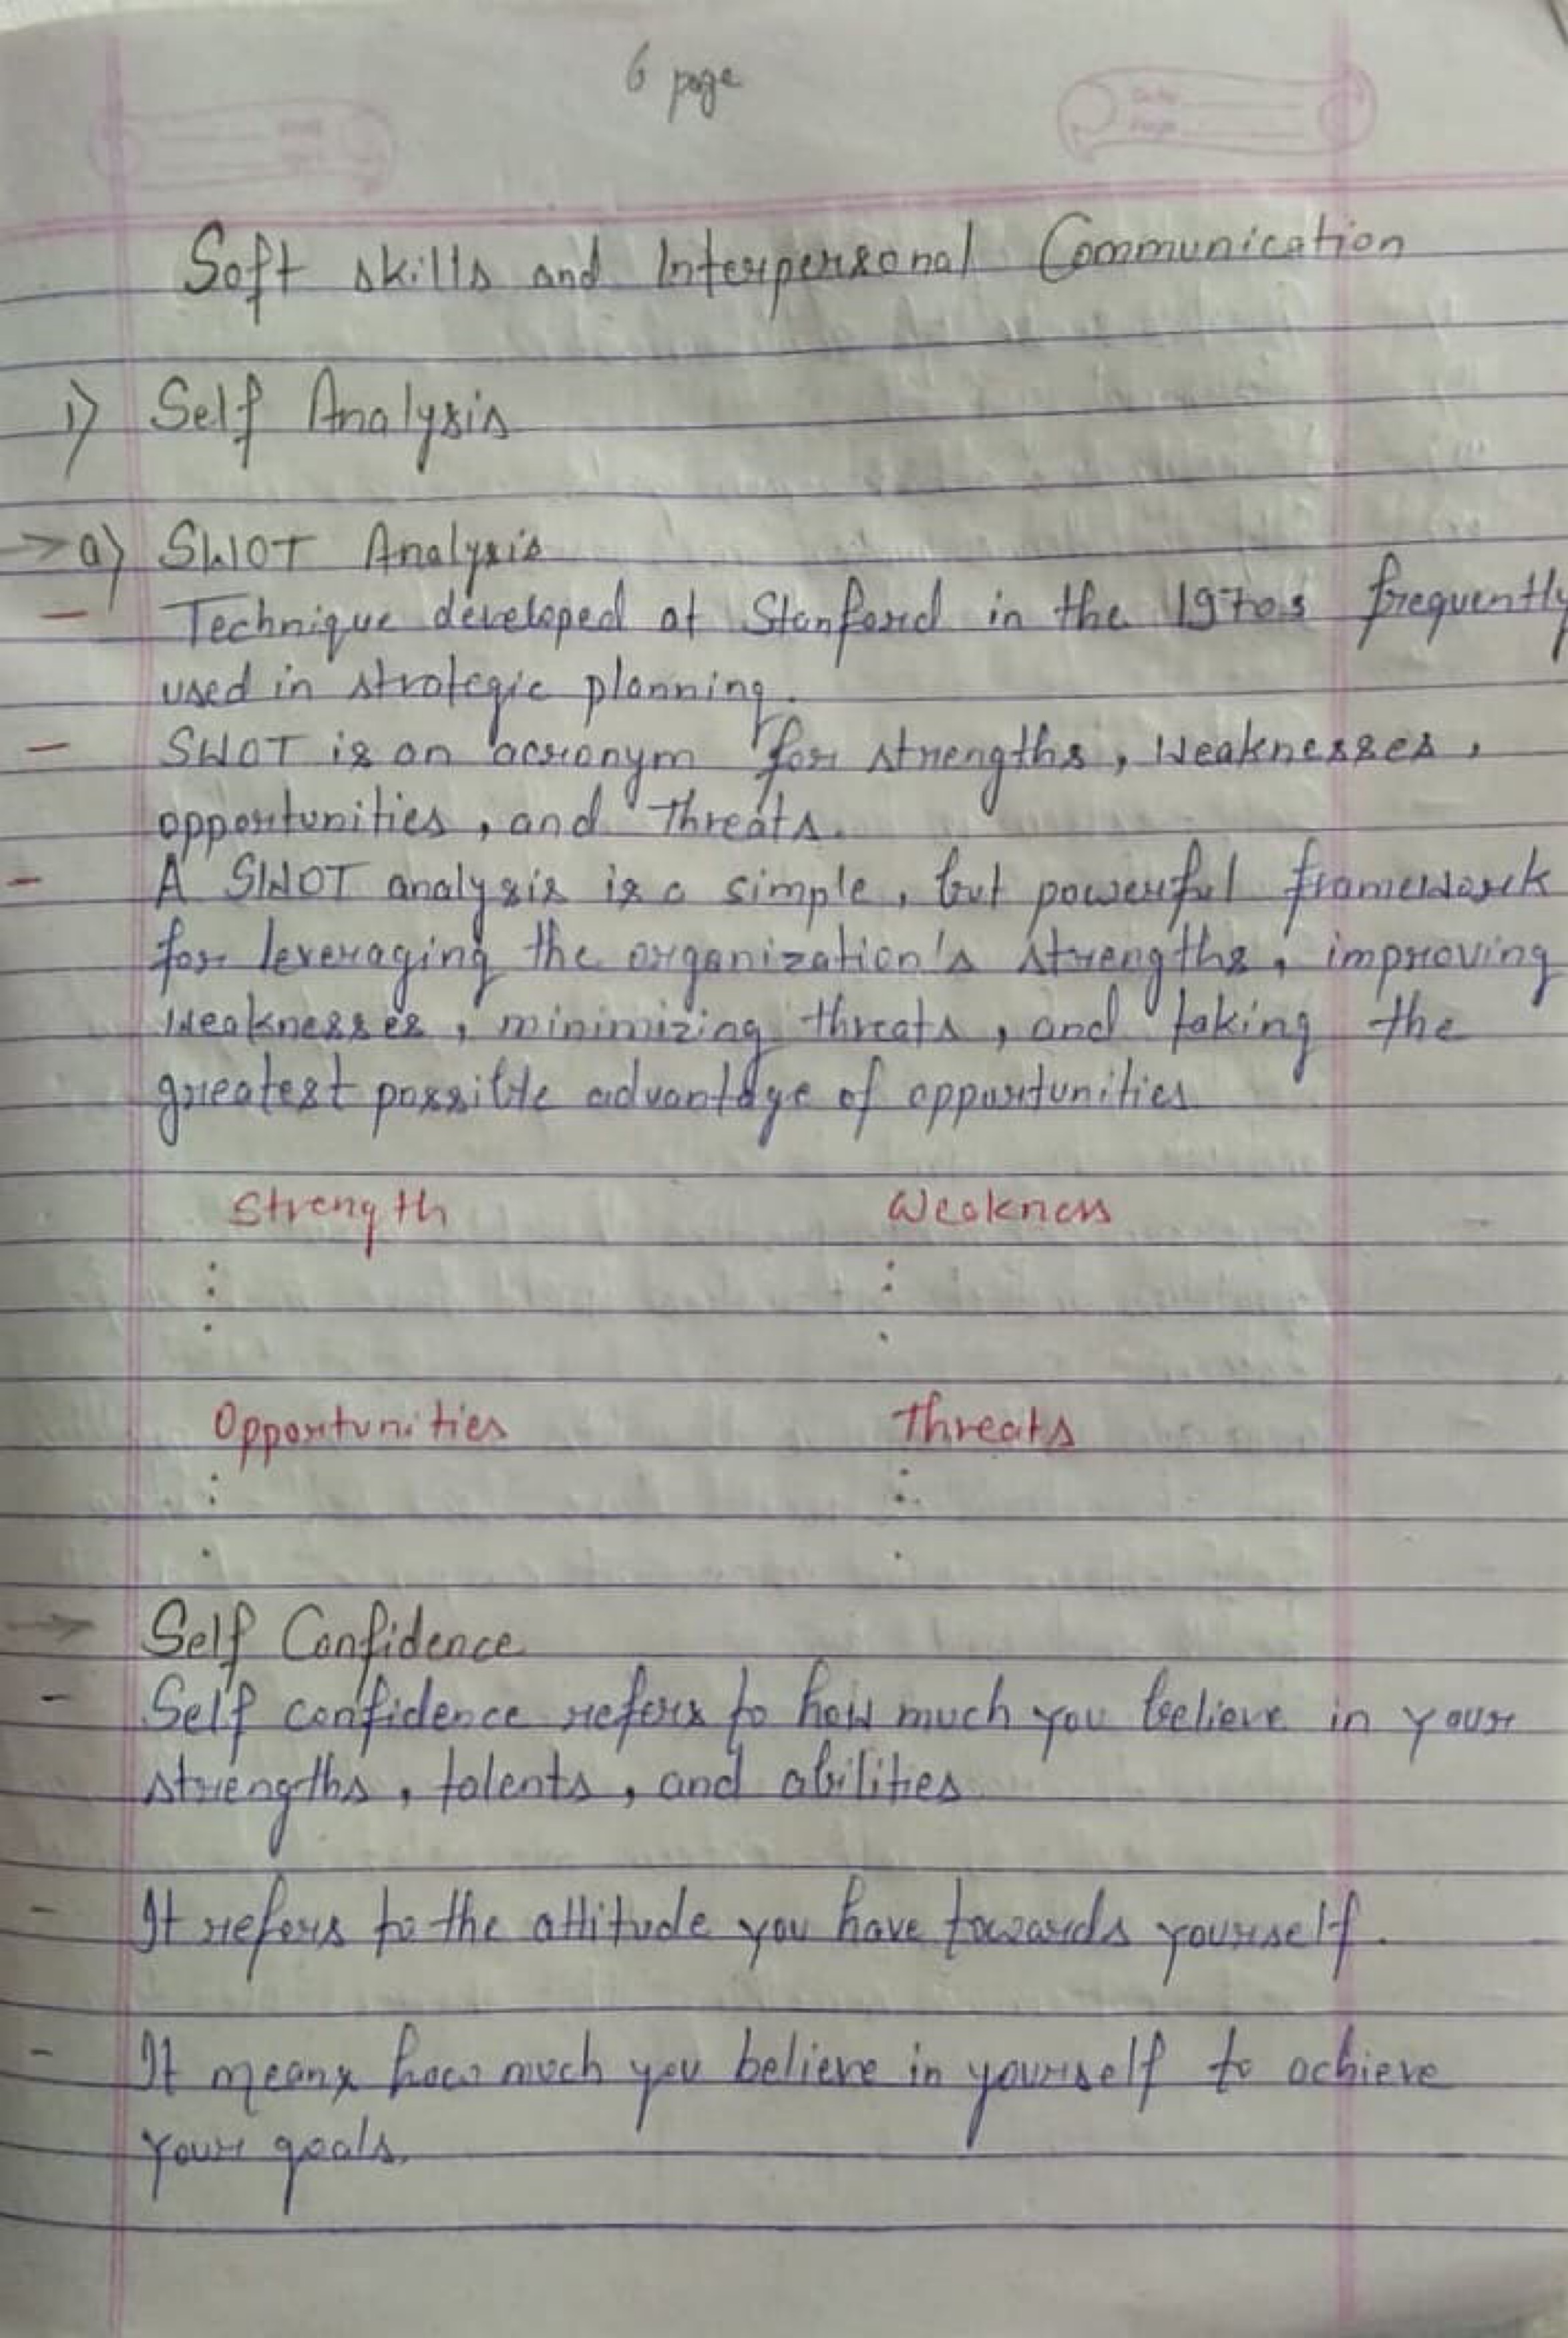 6 page
Date
Page
Soft skills and Interpersonal Communication
1) Self Analysis
→ a) SWOT Analysis
- Technique developed at Stanford in the 1970s frequently
used in strategic planning.
- SWOT is an acronym for strengths, Weaknesses,
opportunities, and Threats.
- A SWOT analysis is a simple, but powerful framework
for leveraging the organization's strengths, improving
weaknesses, minimizing threats, and taking the
greatest possible advantage of opportunities
Strength Weakness
Opportunities Threats
→ Self Confidence
- Self confidence refers to how much you believe in your
strengths, talents, and abilities
- It refers to the attitude you have towards yourself.
- It means how much you believe in yourself to achieve
your goals.